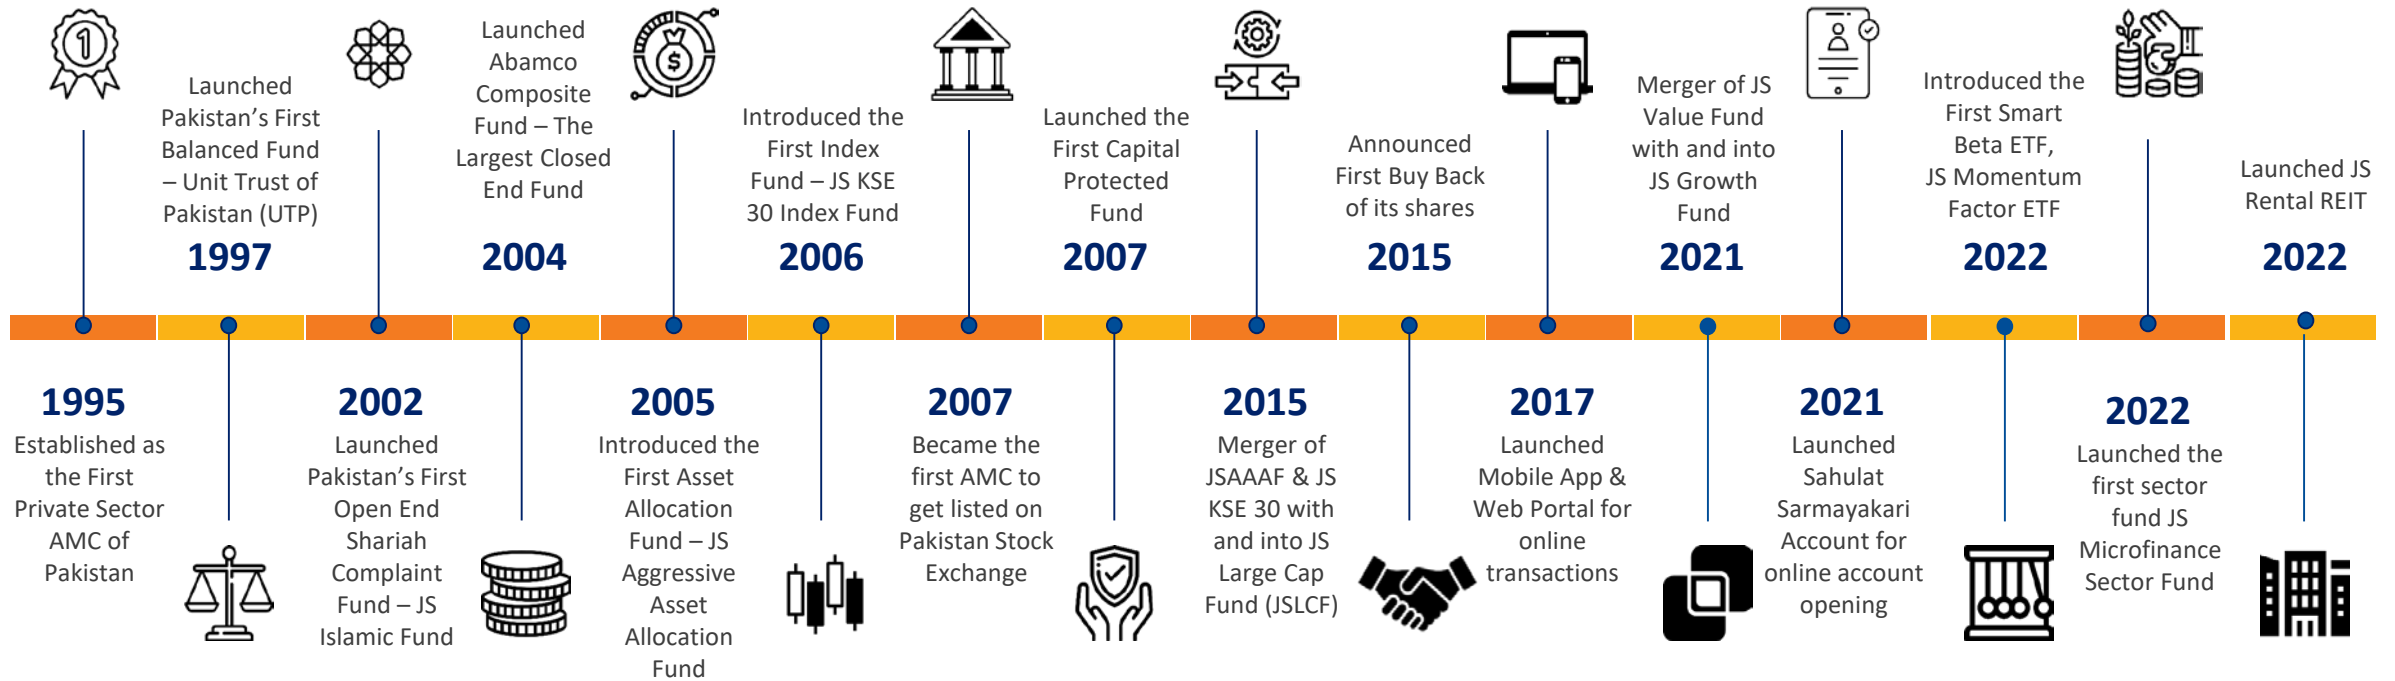 1
1995
Established as
the First
Private Sector
AMC of
Pakistan
Launched
Pakistan’s First
Balanced Fund
– Unit Trust of
Pakistan (UTP)
1997
2002
Launched
Pakistan’s First
Open End
Shariah
Complaint
Fund – JS
Islamic Fund
Launched
Abamco
Composite
Fund – The
Largest Closed
End Fund
2004
$
2005
Introduced the
First Asset
Allocation
Fund – JS
Aggressive
Asset
Allocation
Fund
Introduced the
First Index
Fund – JS KSE
30 Index Fund
2006
2007
Became the
first AMC to
get listed on
Pakistan Stock
Exchange
Launched the
First Capital
Protected
Fund
2007
2015
Merger of
JSAAAF & JS
KSE 30 with
and into JS
Large Cap
Fund (JSLCF)
Announced
First Buy Back
of its shares
2015
2017
Launched
Mobile App &
Web Portal for
online
transactions
Merger of JS
Value Fund
with and into
JS Growth
Fund
2021
2021
Launched
Sahulat
Sarmayakari
Account for
online account
opening
Introduced the
First Smart
Beta ETF,
JS Momentum
Factor ETF
2022
2022
Launched the
first sector
fund JS
Microfinance
Sector Fund
Launched JS
Rental REIT
2022